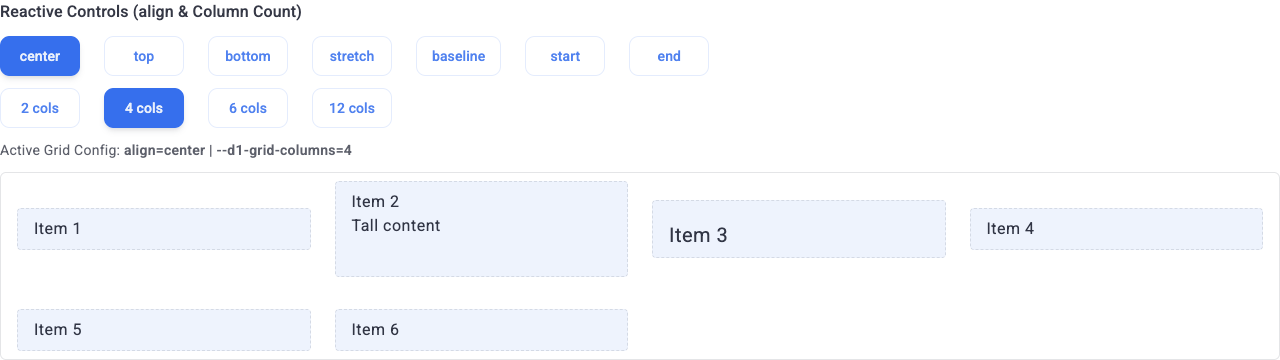 Reactive Controls (align & Column Count)
center top bottom stretch baseline start end
2 cols 4 cols 6 cols 12 cols
Active Grid Config: align=center | --d1-grid-columns=4
Item 1
Item 2
Tall content
Item 3
Item 4
Item 5
Item 6